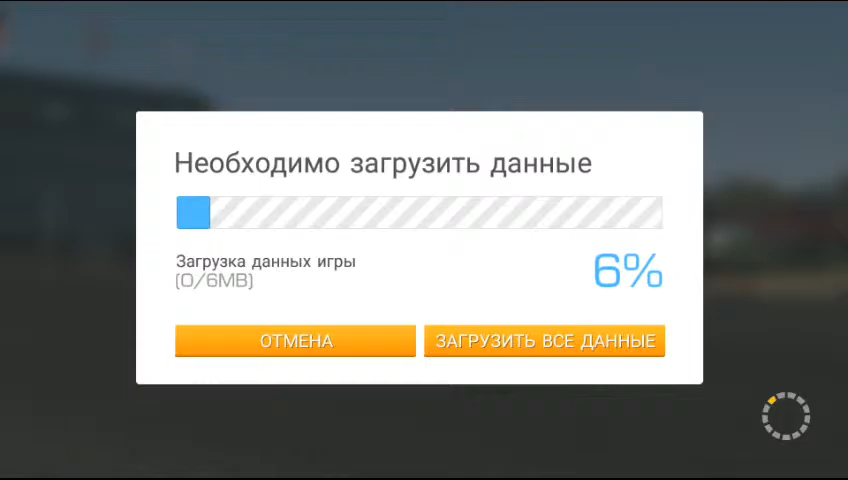 Необходимо загрузить данные
Загрузка данных игры
(0/6MB)
6%
ОТМЕНА
ЗАГРУЗИТЬ ВСЕ ДАННЫЕ